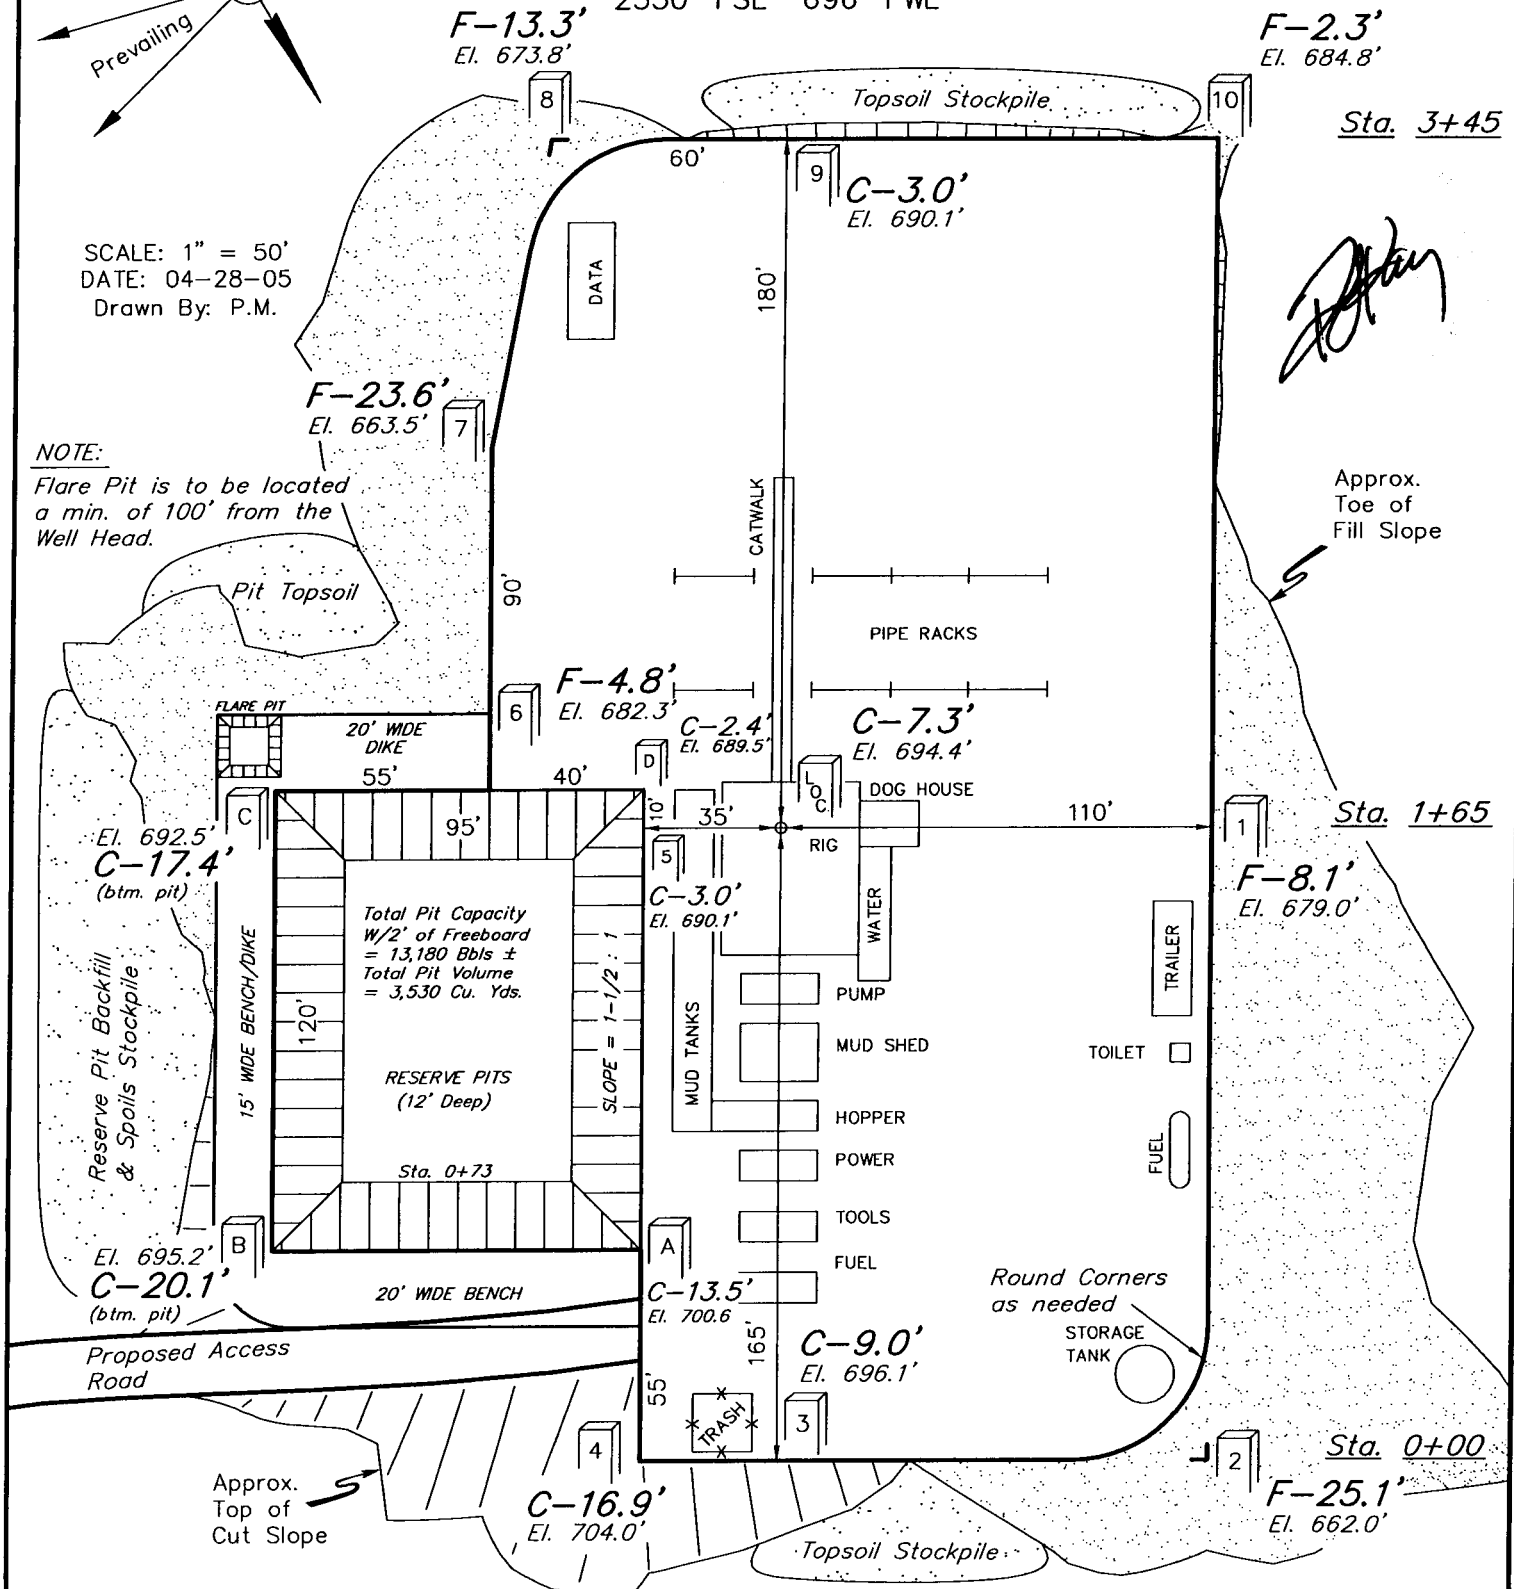 F-13.3'
El. 673.8'
F-2.3'
El. 684.8'
Prevailing
8
Topsoil Stockpile
10
Sta. 3+45
60'
9
C-3.0'
El. 690.1'
SCALE: 1" = 50'
DATE: 04-28-05
Drawn By: P.M.
DATA
180'
F-23.6'
El. 663.5'
7
NOTE:
Flare Pit is to be located
a min. of 100' from the
Well Head.
CATWALK
Approx.
Toe of
Fill Slope
Pit Topsoil
90'
PIPE RACKS
F-4.8'
El. 682.3'
6
FLARE PIT
20' WIDE
DIKE
C-2.4'
El. 689.5'
C-7.3'
El. 694.4'
D
55'
40'
LOC.
DOG HOUSE
C
El. 692.5'
C-17.4'
(btm. pit)
95'
10'
35'
RIG
110'
1
Sta. 1+65
5
C-3.0'
El. 690.1'
F-8.1'
El. 679.0'
Total Pit Capacity
W/2' of Freeboard
= 13,180 Bbls ±
Total Pit Volume
= 3,530 Cu. Yds.
WATER
TRAILER
Reserve Pit Backfill
& Spoils Stockpile
15' WIDE BENCH/DIKE
120'
SLOPE = 1-1/2 : 1
MUD TANKS
PUMP
MUD SHED
TOILET
RESERVE PITS
(12' Deep)
HOPPER
POWER
FUEL
Sta. 0+73
TOOLS
B
El. 695.2'
C-20.1'
(btm. pit)
A
FUEL
20' WIDE BENCH
C-13.5'
El. 700.6
Round Corners
as needed
Proposed Access
Road
165'
C-9.0'
El. 696.1'
STORAGE
TANK
55'
TRASH
3
4
2
Sta. 0+00
Approx.
Top of
Cut Slope
C-16.9'
El. 704.0'
F-25.1'
El. 662.0'
Topsoil Stockpile